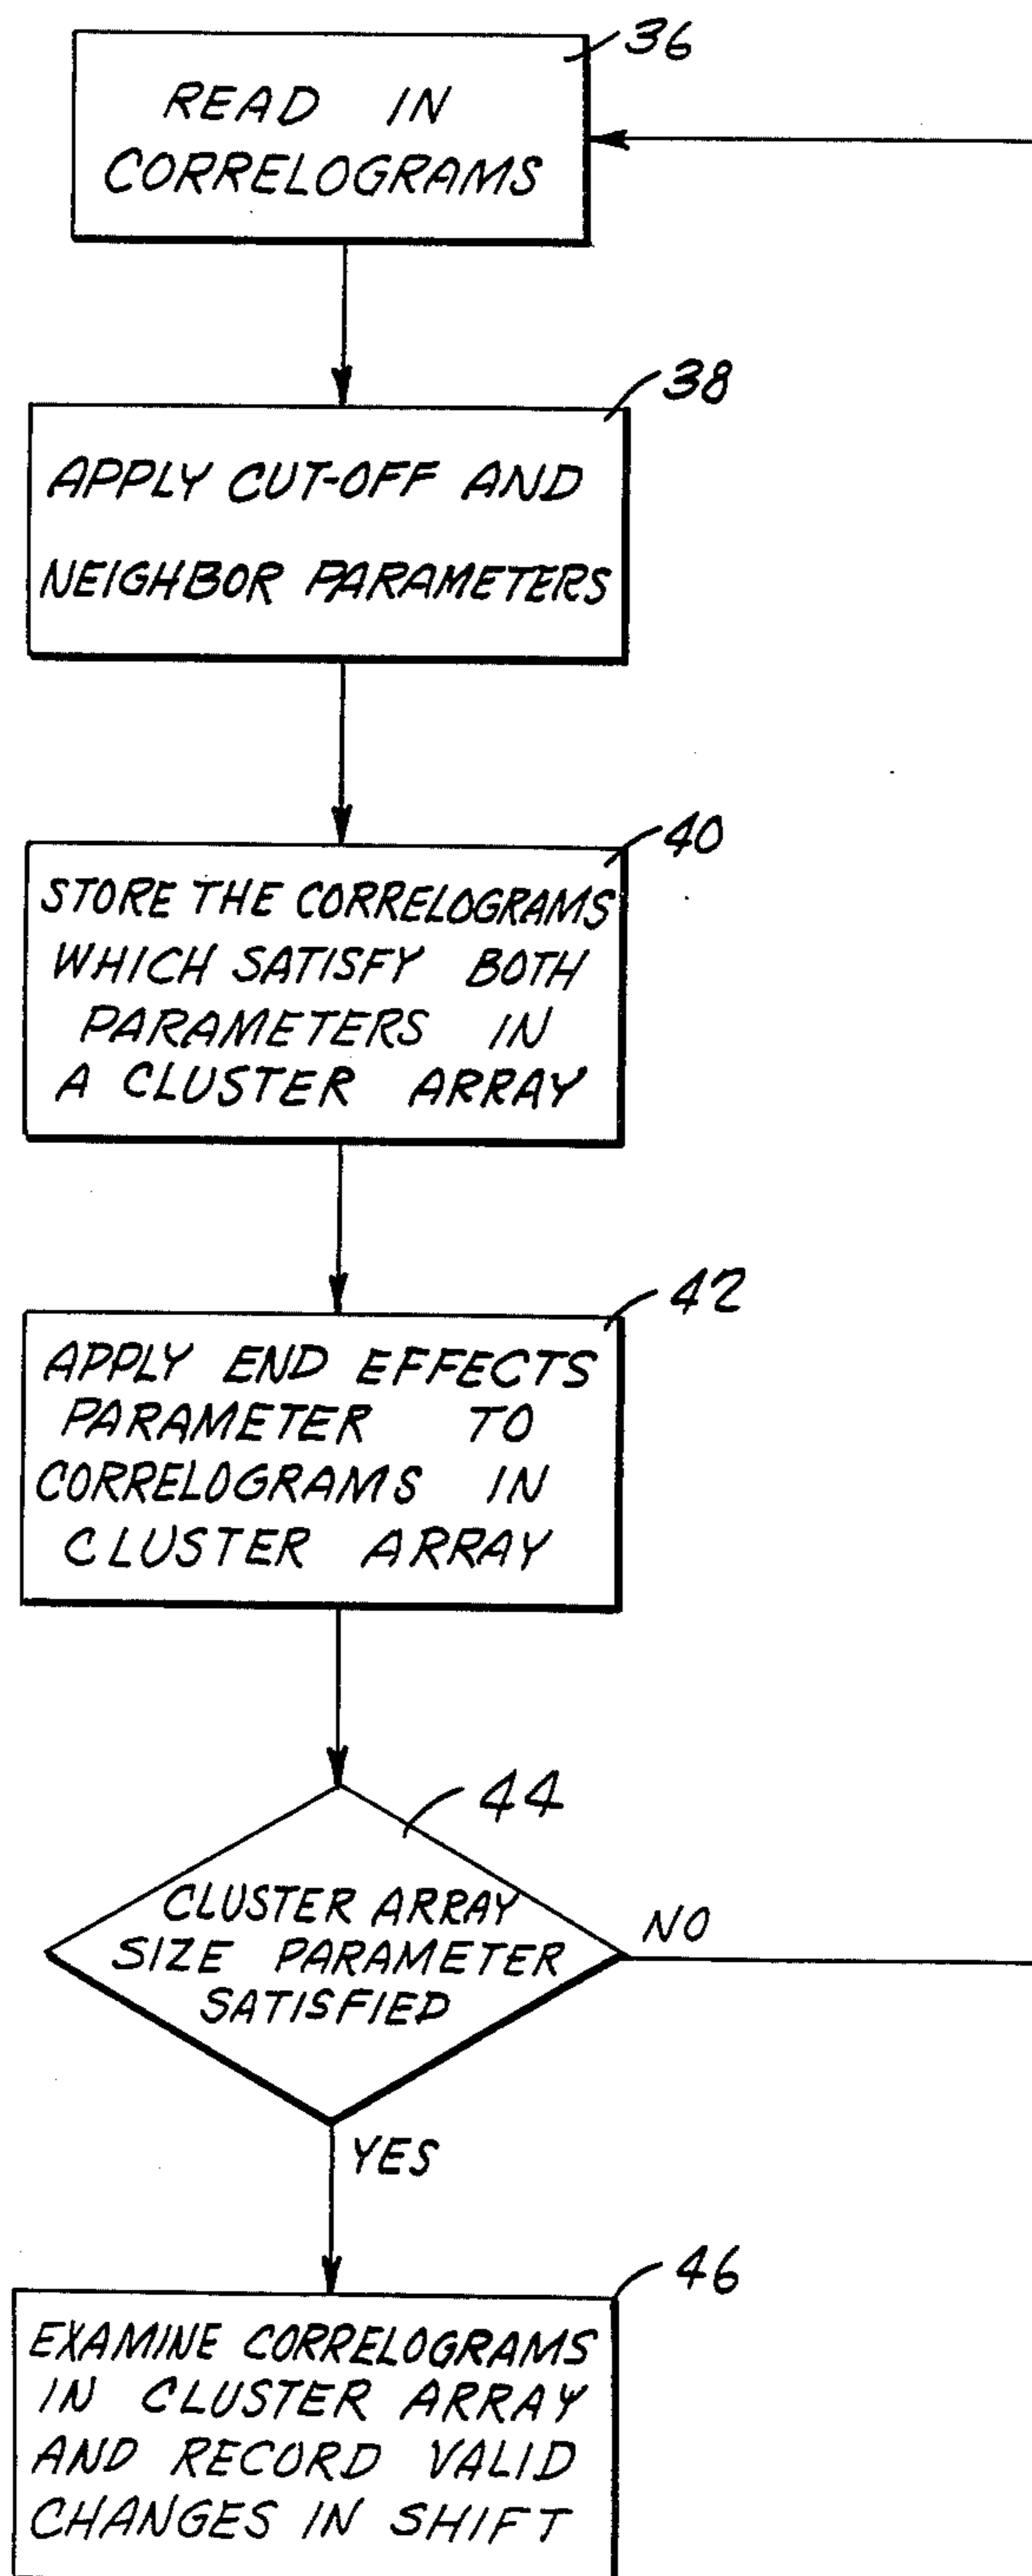 36
READ IN
CORRELOGRAMS
38
APPLY CUT-OFF AND
NEIGHBOR PARAMETERS
40
STORE THE CORRELOGRAMS
WHICH SATISFY BOTH
PARAMETERS IN
A CLUSTER ARRAY
42
APPLY END EFFECTS
PARAMETER TO
CORRELOGRAMS IN
CLUSTER ARRAY
44
CLUSTER ARRAY
SIZE PARAMETER
SATISFIED
NO
YES
46
EXAMINE CORRELOGRAMS
IN CLUSTER ARRAY
AND RECORD VALID
CHANGES IN SHIFT